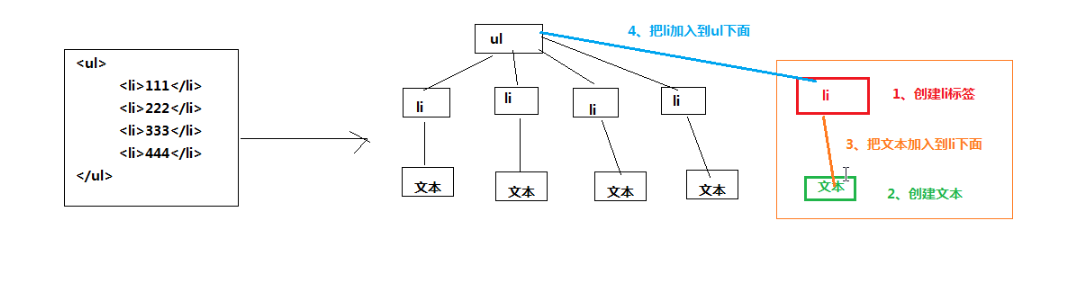 <ul>
<li>111</li>
<li>222</li>
<li>333</li>
<li>444</li>
</ul>
ul
li
li
li
li
文本
文本
文本
文本
4、把li加入到ul下面
li
1、创建li标签
3、把文本加入到li下面
文本
2、创建文本